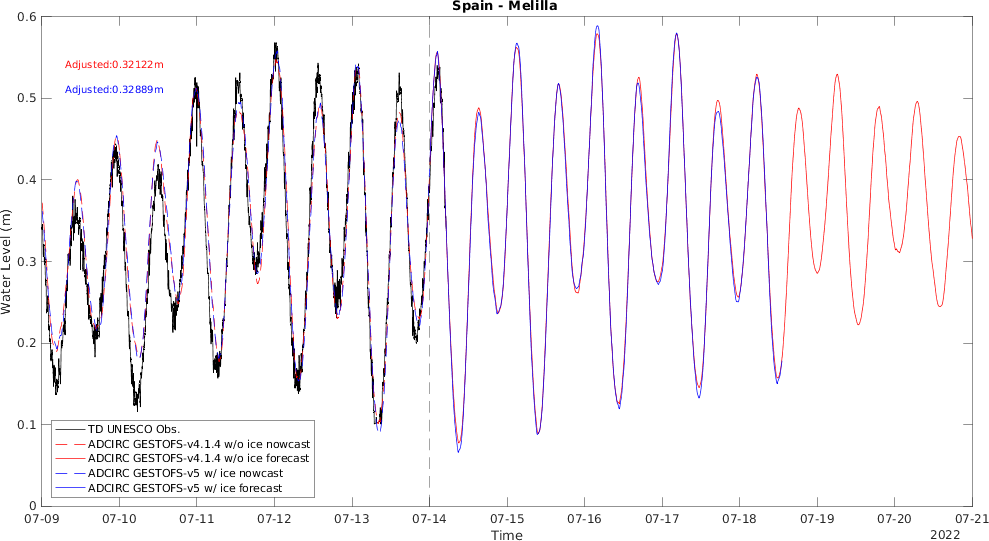 Spain - Melilla
0.6
0.5
0.4
0.3
0.2
0.1
0
Water Level (m)
Adjusted:0.32122m
Adjusted:0.32889m
TD UNESCO Obs.
ADCIRC GESTOFS-v4.1.4 w/o ice nowcast
ADCIRC GESTOFS-v4.1.4 w/o ice forecast
ADCIRC GESTOFS-v5 w/ ice nowcast
ADCIRC GESTOFS-v5 w/ ice forecast
07-09 07-10 07-11 07-12 07-13 07-14 07-15 07-16 07-17 07-18 07-19 07-20 07-21
Time
2022